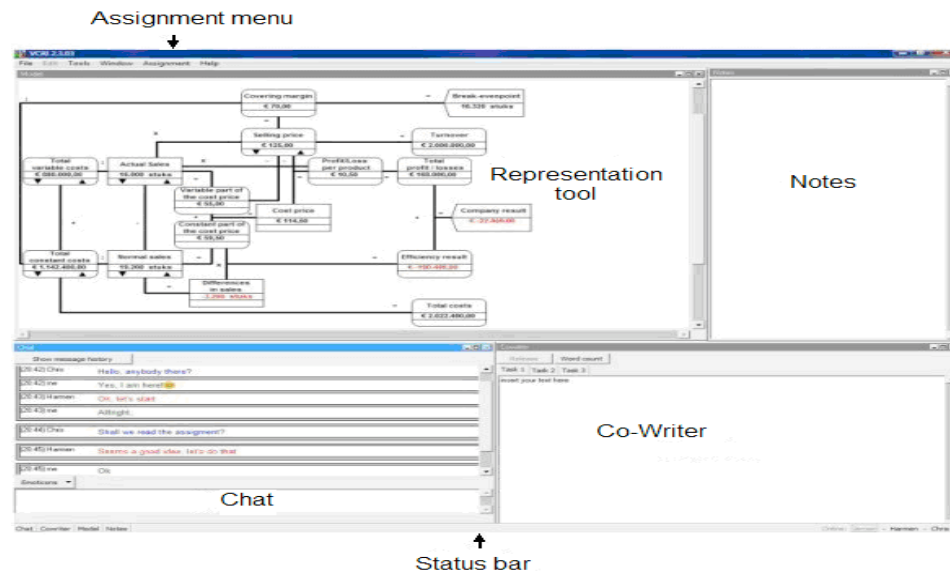 Assignment menu
VCRI 2.3.03
File Edit Tools Window Assignment Help
Model
Notes
Covering margin
€ 70,00
Break-evenpoint
16.320 stuks
Selling price
€ 125,00
Turnover
€ 2.000.000,00
Total
variable costs
€ 880.000,00
Actual Sales
16.000 stuks
Profit/Loss
per product
€ 10,50
Total
profit / losses
€ 168.000,00
Representation
tool
Notes
Variable part of
the cost price
€ 55,00
Cost price
€ 114,50
Company result
Constant part of
the cost price
€ 59,50
Total
constant costs
€ 1.142.400,00
Normal sales
19.200 stuks
Efficiency result
€ -190.400,00
Differences
in sales
-3.200 stuks
Total costs
€ 2.022.400,00
Chat
Cowriter
Show message history
Release Word count
Task 1 Task 2 Task 3
Insert your text here
(20:42) Chris Hello, anybody there?
(20:42) me Yes, I am here!
(20:43) Harmen Ok, let's start
(20:43) me Allright,
(20:44) Chris Shall we read the assigment?
(20:45) Harmen Seems a good idea, let's do that
(20:45) me Ok
Co-Writer
Emoticons
Chat
Chat Cowriter Model Notes
Online: Jeroen - Harmen - Chris
Status bar